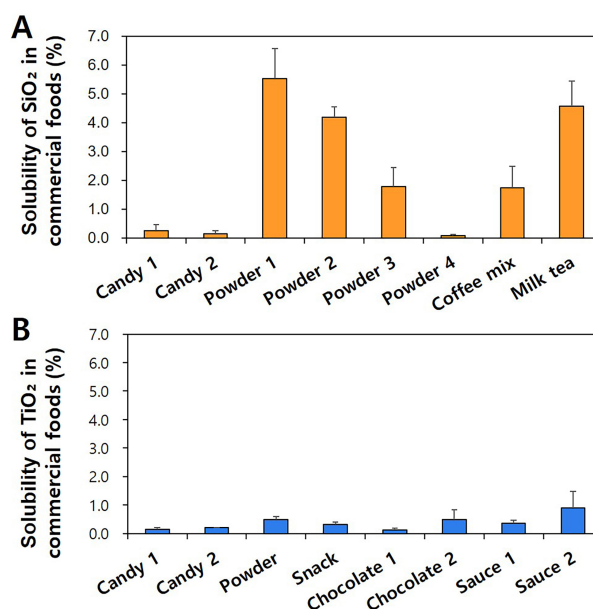 A
Solubility of SiO₂ in
commercial foods (%)
7.0
6.0
5.0
4.0
3.0
2.0
1.0
0.0
Candy 1
Candy 2
Powder 1
Powder 2
Powder 3
Powder 4
Coffee mix
Milk tea
B
Solubility of TiO₂ in
commercial foods (%)
7.0
6.0
5.0
4.0
3.0
2.0
1.0
0.0
Candy 1
Candy 2
Powder
Snack
Chocolate 1
Chocolate 2
Sauce 1
Sauce 2